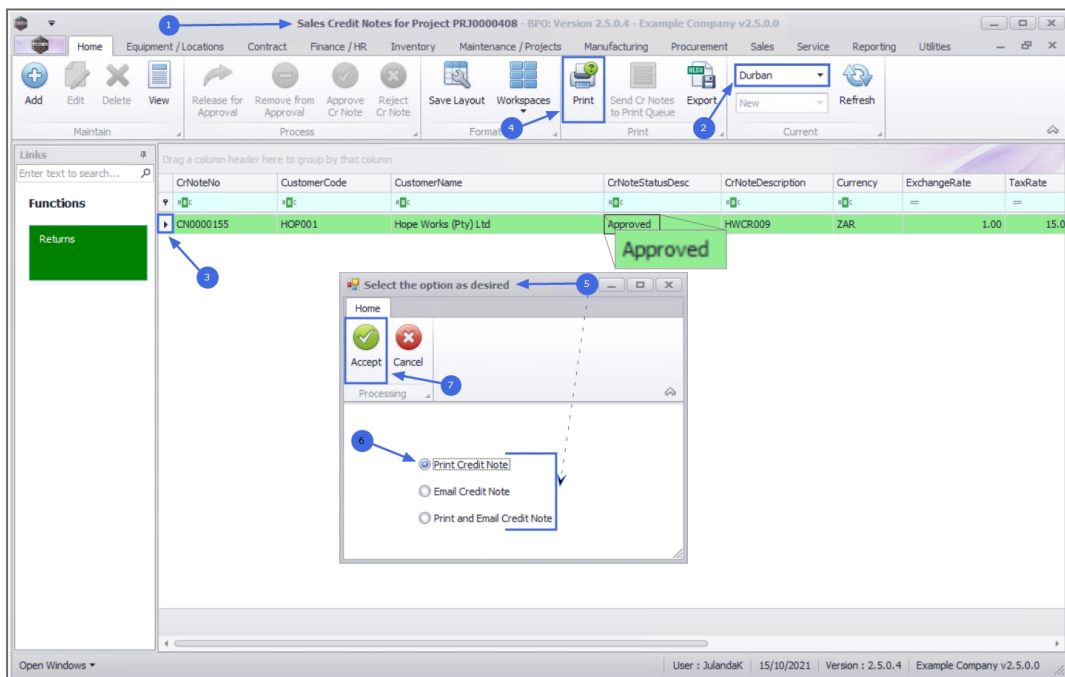 1
Sales Credit Notes for Project PRJ0000408 - BPO: Version 2.5.0.4 - Example Company v2.5.0.0
Home Equipment / Locations Contract Finance / HR Inventory Maintenance / Projects Manufacturing Procurement Sales Service Reporting Utilities
Add Edit Delete View Release for Approval Remove from Approval Approve Cr Note Reject Cr Note Save Layout Workspaces Print Send Cr Notes to Print Queue Export Durban New Refresh
4
2
Maintain Process Format Print Current
Links
Enter text to search...
Functions
Returns
Drag a column header here to group by that column
CrNoteNo CustomerCode CustomerName CrNoteStatusDesc CrNoteDescription Currency ExchangeRate TaxRate
CN0000155 HOP001 Hope Works (Pty) Ltd Approved HWCR009 ZAR 1.00 15.0
Approved
3
Select the option as desired
5
Home
Accept Cancel
7
Processing
6
Print Credit Note
Email Credit Note
Print and Email Credit Note
Open Windows User : JulandaK 15/10/2021 Version : 2.5.0.4 Example Company v2.5.0.0